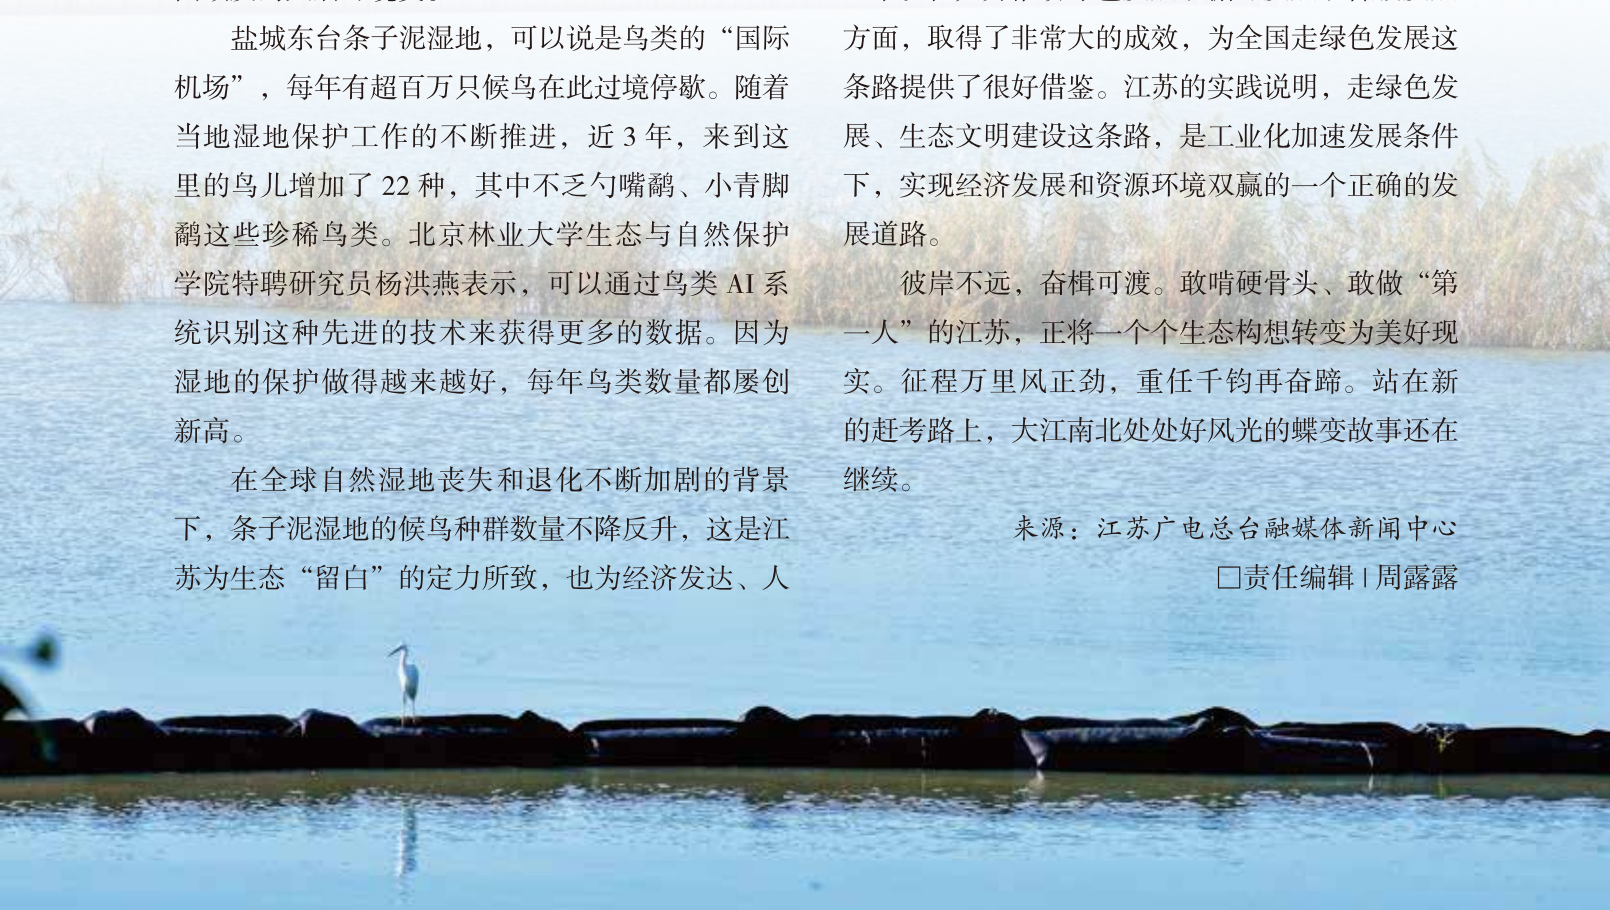 盐城东台条子泥湿地，可以说是鸟类的“国际
机场”，每年有超百万只候鸟在此过境停歇。随着
当地湿地保护工作的不断推进，近 3 年，来到这
里的鸟儿增加了 22 种，其中不乏勺嘴鹬、小青脚
鹬这些珍稀鸟类。北京林业大学生态与自然保护
学院特聘研究员杨洪燕表示，可以通过鸟类 AI 系
统识别这种先进的技术来获得更多的数据。因为
湿地的保护做得越来越好，每年鸟类数量都屡创
新高。
在全球自然湿地丧失和退化不断加剧的背景
下，条子泥湿地的候鸟种群数量不降反升，这是江
苏为生态“留白”的定力所致，也为经济发达、人
方面，取得了非常大的成效，为全国走绿色发展这
条路提供了很好借鉴。江苏的实践说明，走绿色发
展、生态文明建设这条路，是工业化加速发展条件
下，实现经济发展和资源环境双赢的一个正确的发
展道路。
彼岸不远，奋楫可渡。敢啃硬骨头、敢做“第
一人”的江苏，正将一个个生态构想转变为美好现
实。征程万里风正劲，重任千钧再奋蹄。站在新
的赶考路上，大江南北处处好风光的蝶变故事还在
继续。
来源：江苏广电总台融媒体新闻中心
□责任编辑 | 周露露